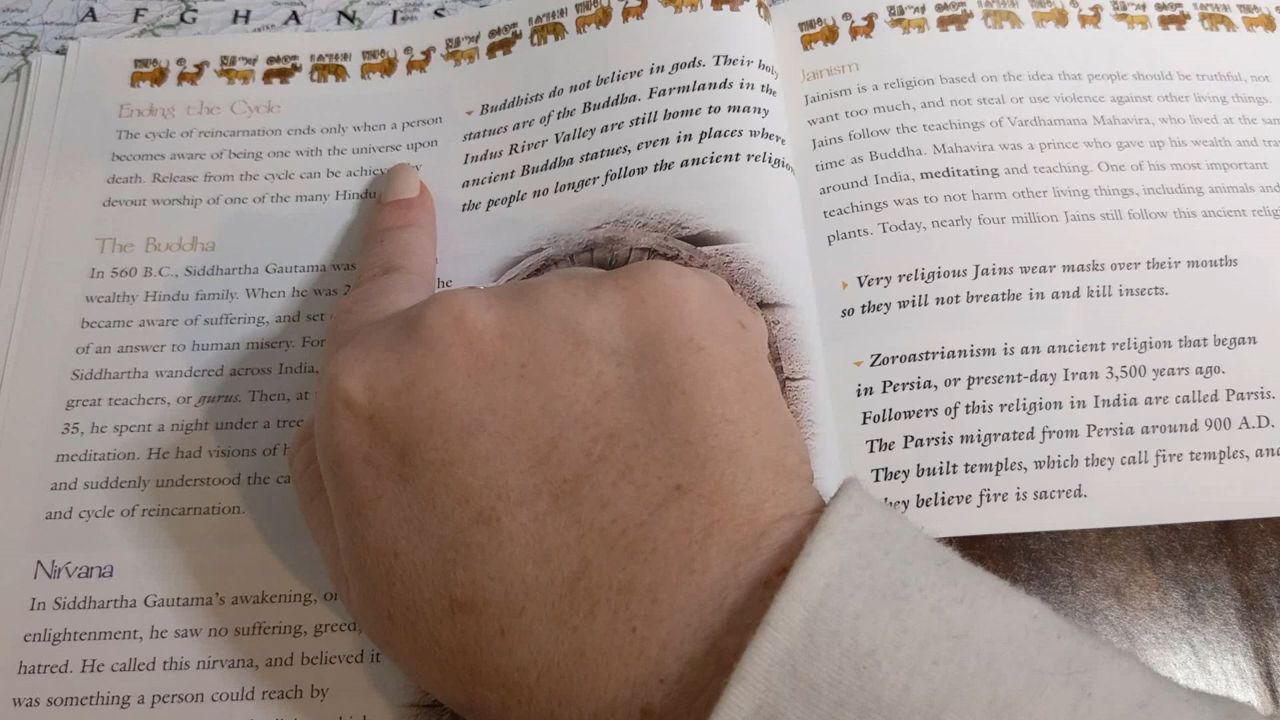 AFGHANIS
Ending the Cycle
The cycle of reincarnation ends only when a person
becomes aware of being one with the universe upon
death. Release from the cycle can be
devout worship of one of the many Hindu
The Buddha
In 560 B.C., Siddhartha Gautama was
wealthy Hindu family. When he was he
became aware of suffering, and set
of an answer to human misery. For
Siddhartha wandered across India,
great teachers, or gurus. Then, at
35, he spent a night under a tree
meditation. He had visions of
and suddenly understood the
and cycle of reincarnation.
Nirvana
In Siddhartha Gautama's awakening,
enlightenment, he saw no suffering, greed,
hatred. He called this nirvana, and believed it
was something a person could reach by
Buddhists do not believe in gods. Their holy
statues are of the Buddha. Farmlands in the
Indus River Valley are still home to many
ancient Buddha statues, even in places where
the people no longer follow the ancient religion
Jainism
Jainism is a religion based on the idea that people should be truthful, not
want too much, and not steal or use violence against other living things.
Jains follow the teachings of Vardhamana Mahavira, who lived at the
time as Buddha. Mahavira was a prince who gave up his wealth and
around India, meditating and teaching. One of his most important
teachings was to not harm other living things, including animals and
plants. Today, nearly four million Jains still follow this ancient
Very religious Jains wear masks over their mouths
so they will not breathe in and kill insects.
Zoroastrianism is an ancient religion that began
in Persia, or present-day Iran 3,500 years ago.
Followers of this religion in India are called Parsis.
The Parsis migrated from Persia around 900 A.D.
They built temples, which they call fire temples, and
they believe fire is sacred.